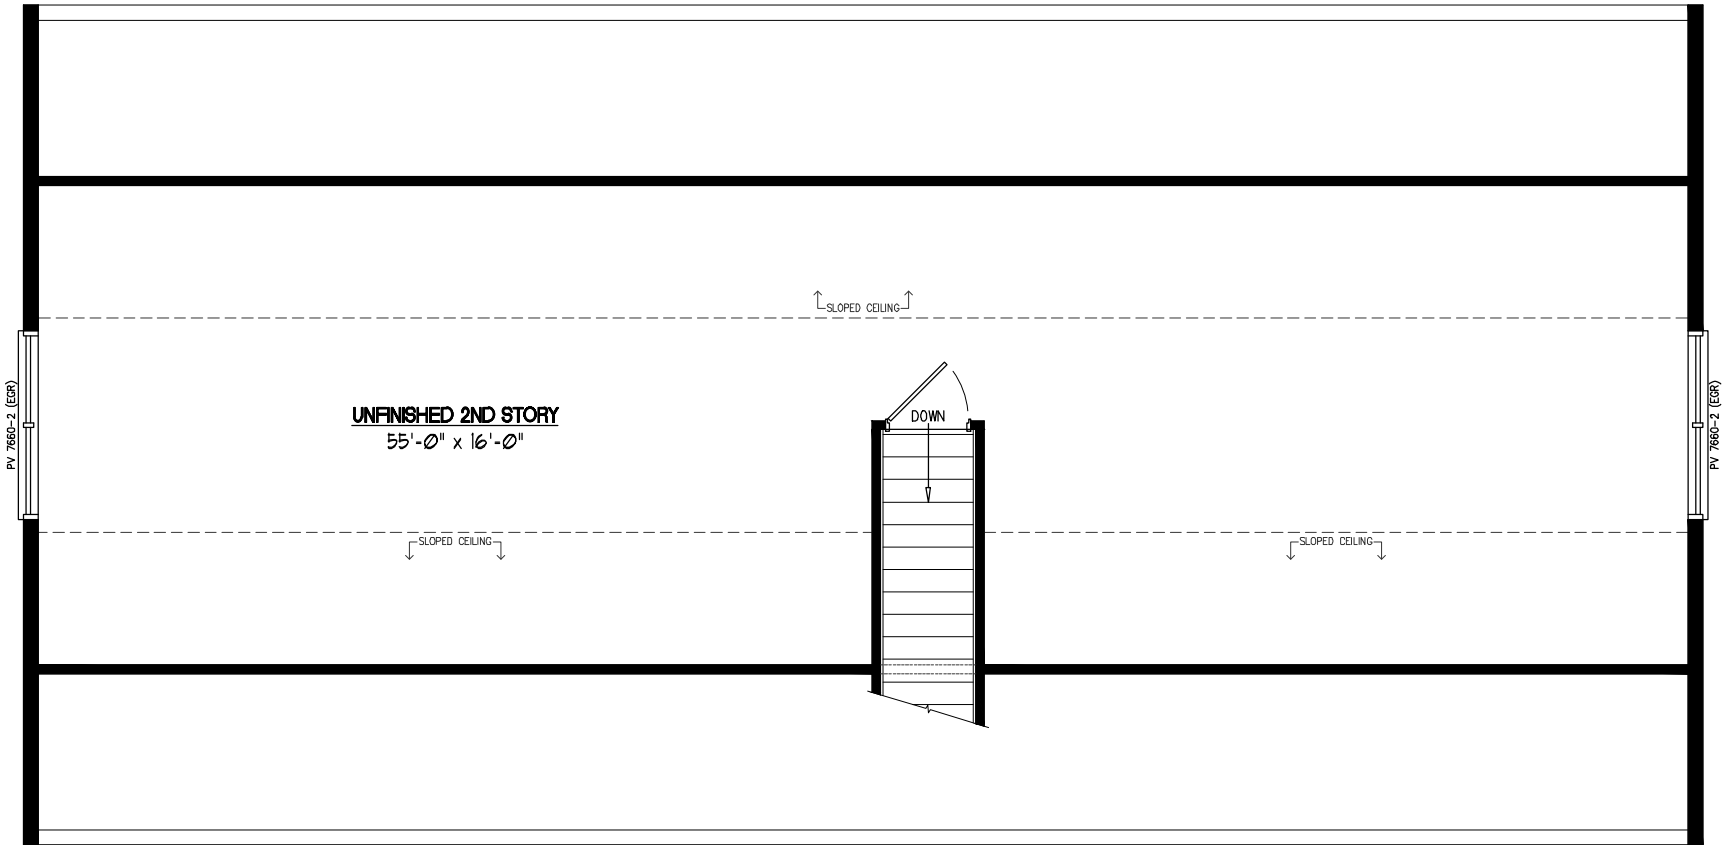 SLOPED CEILING
PV 7660-2 (EGR)
UNFINISHED 2ND STORY
55'-0" x 16'-0"
DOWN
PV 7660-2 (EGR)
SLOPED CEILING
SLOPED CEILING